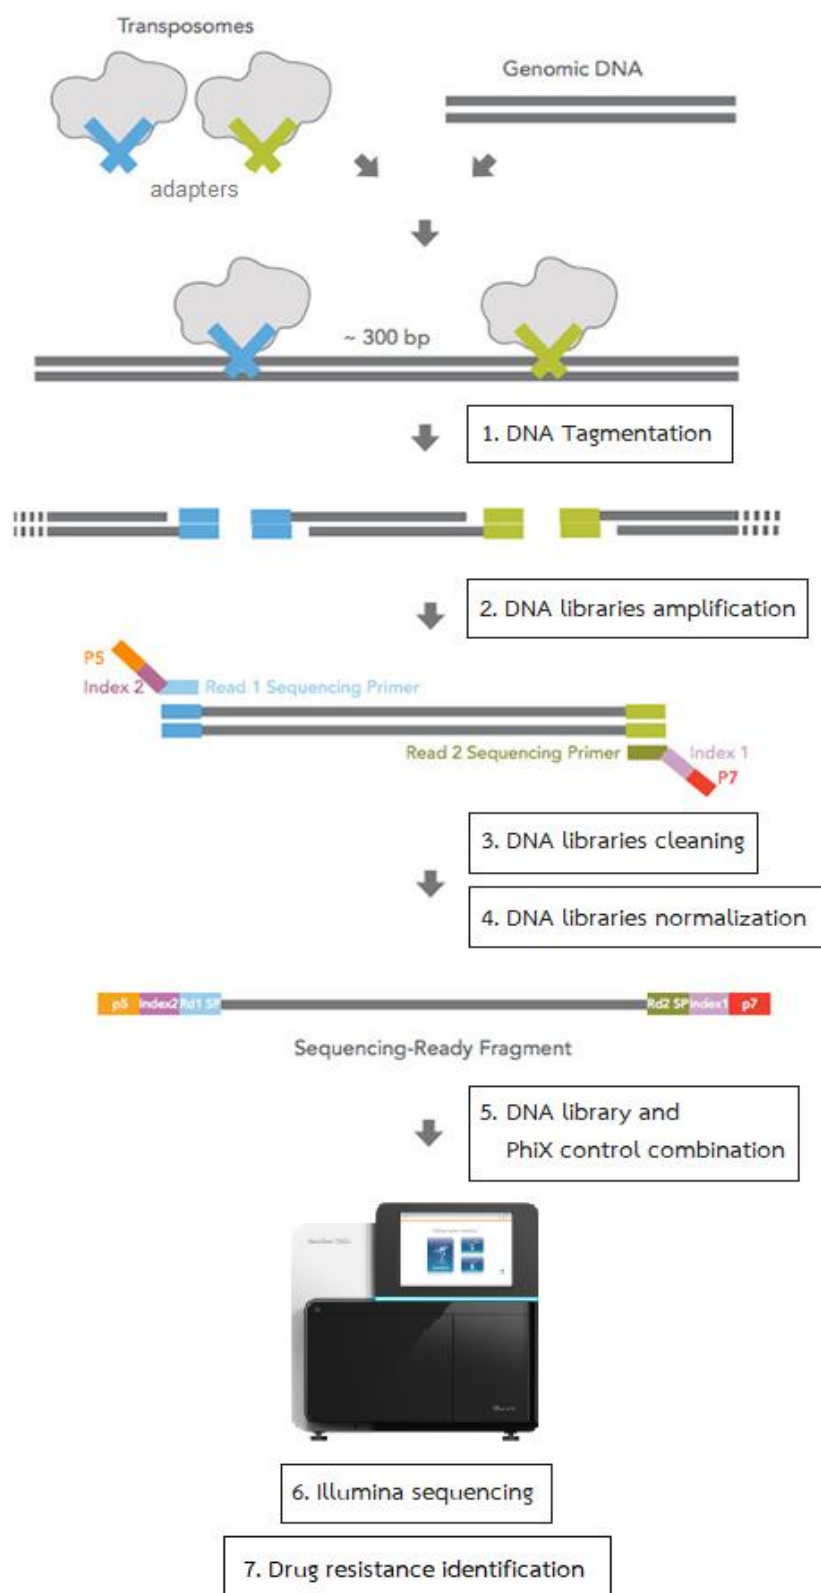 Transposomes
Genomic DNA
adapters
~ 300 bp
1. DNA Tagmentation
2. DNA libraries amplification
P5
Index 2
Read 1 Sequencing Primer
Read 2 Sequencing Primer
Index 1
P7
3. DNA libraries cleaning
4. DNA libraries normalization
p5 Index2 Rd1 SP
Rd2 SP Index1 p7
Sequencing-Ready Fragment
5. DNA library and
PhiX control combination
6. Illumina sequencing
7. Drug resistance identification